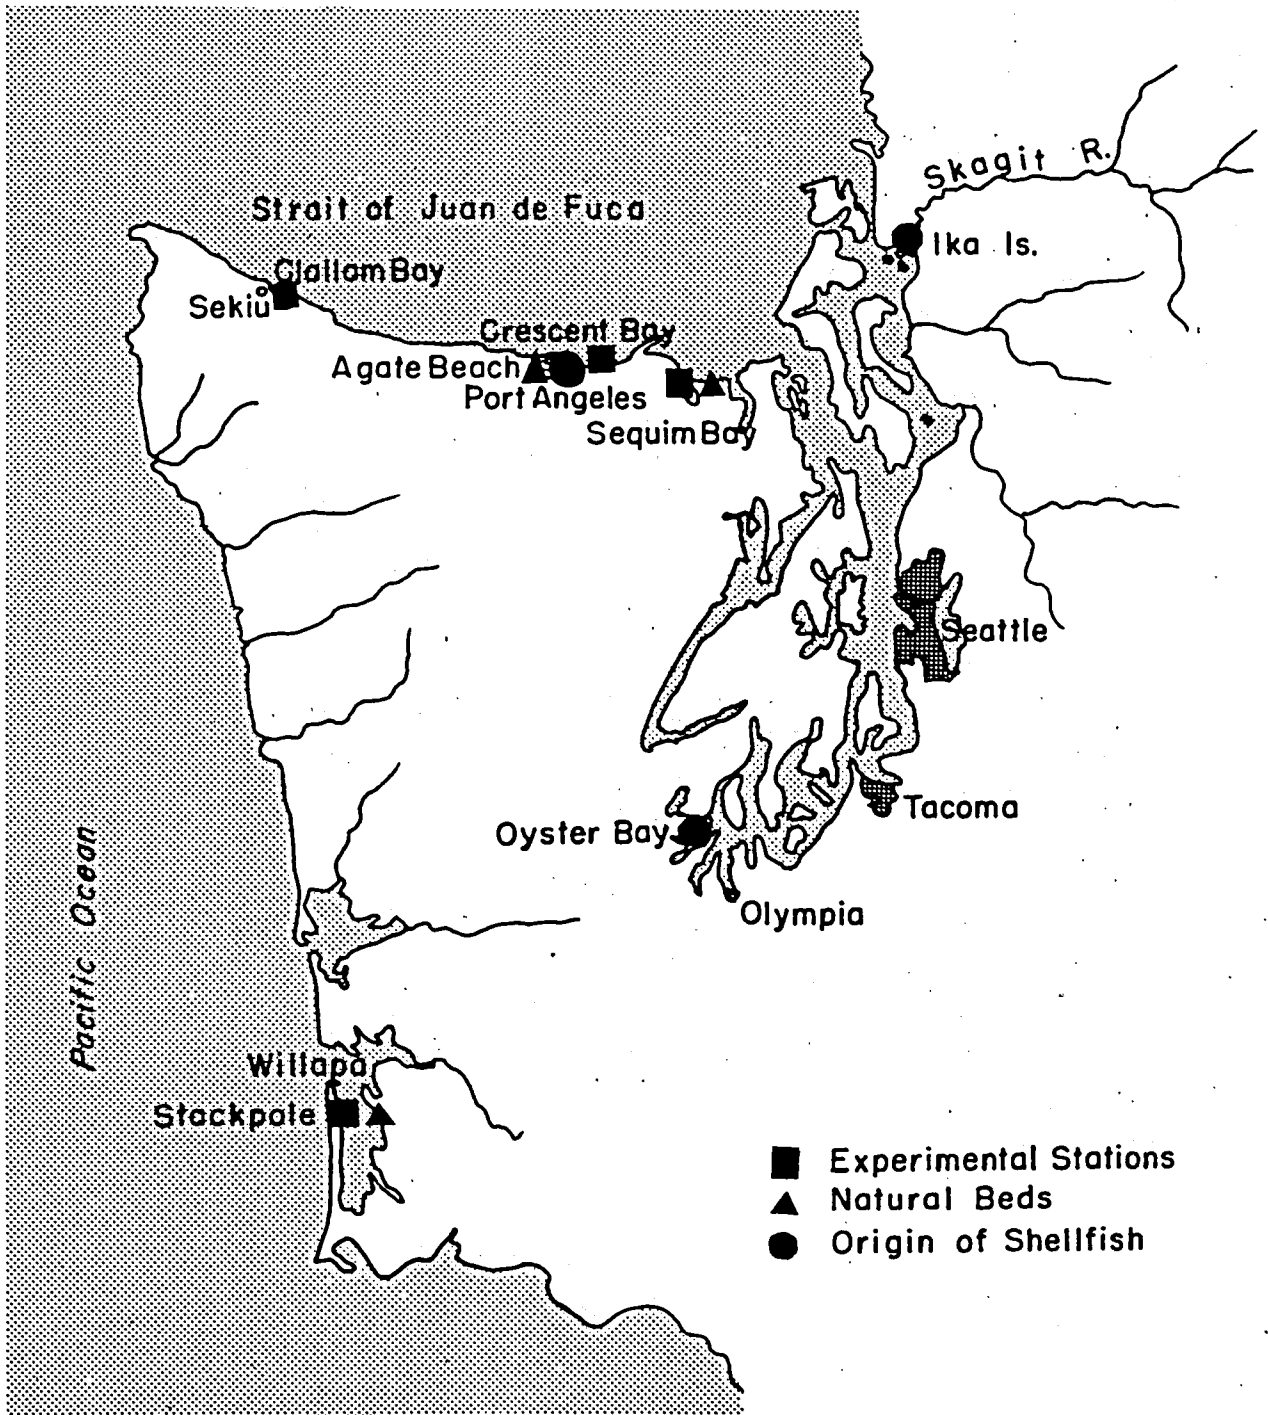 Skagit R.
Strait of Juan de Fuca
Ika Is.
Clallam Bay
Sekiu
Crescent Bay
Agate Beach
Port Angeles
Sequim Bay
Seattle
Tacoma
Oyster Bay
Olympia
Pacific Ocean
Willapa
Stackpole
Experimental Stations
Natural Beds
Origin of Shellfish